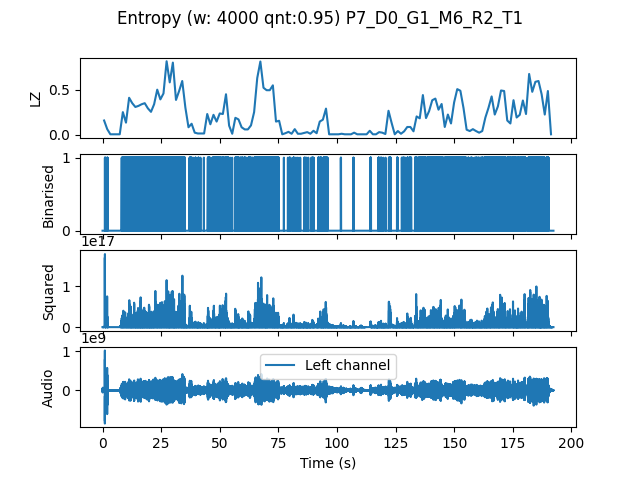 Entropy (w: 4000 qnt:0.95) P7_D0_G1_M6_R2_T1
LZ
0.5
0.0
Binarised
1
0
1e17
Squared
1
0
1e9
Audio
1
0
Left channel
0 25 50 75 100 125 150 175 200
Time (s)